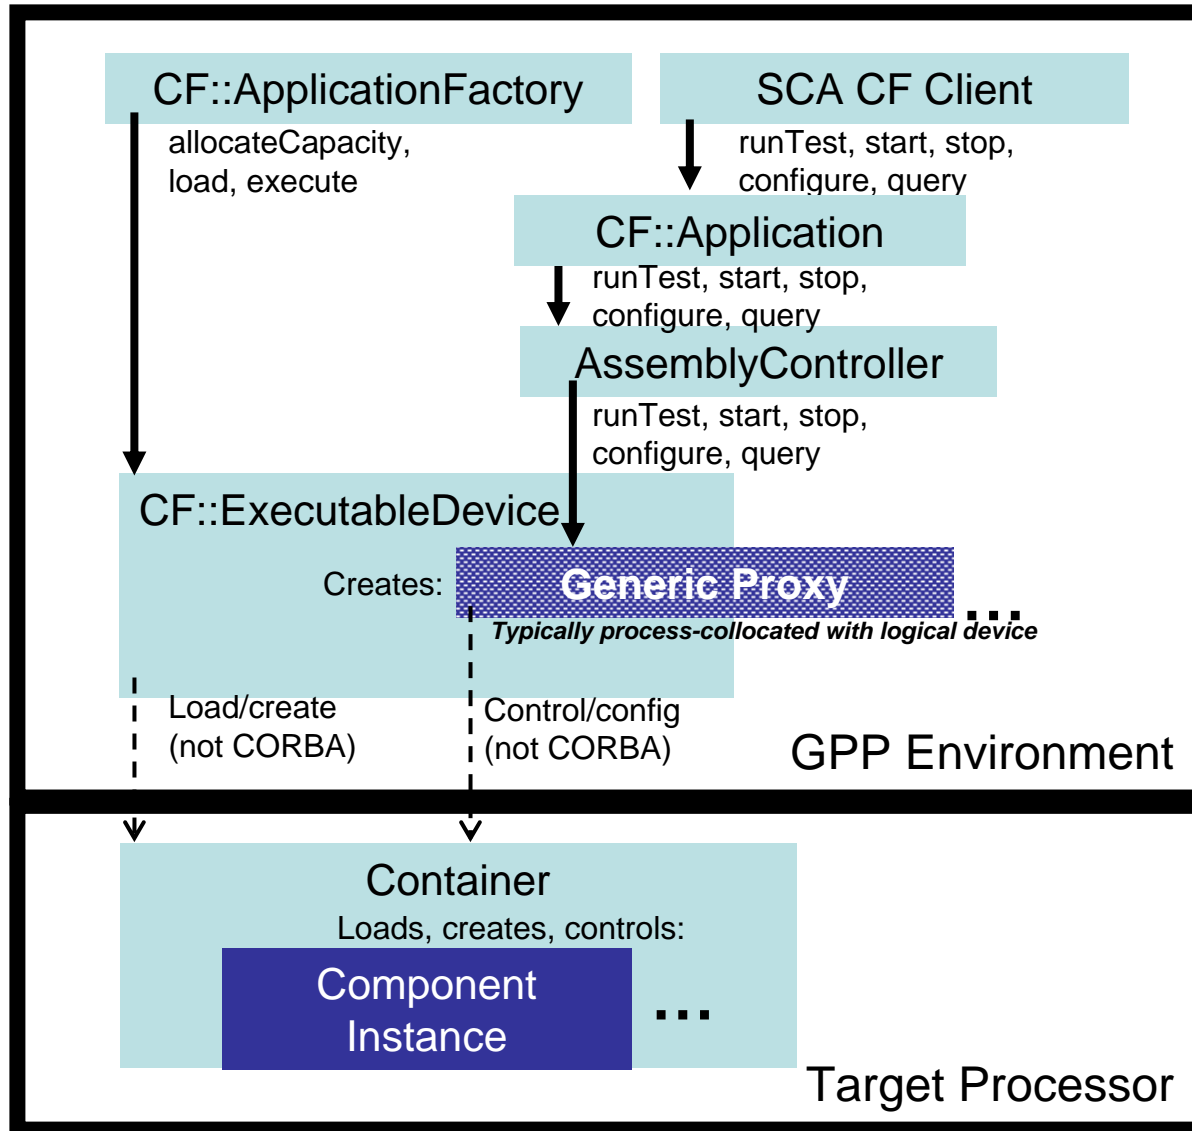 CF::ApplicationFactory
SCA CF Client
allocateCapacity,
load, execute
runTest, start, stop,
configure, query
CF::Application
runTest, start, stop,
configure, query
AssemblyController
runTest, start, stop,
configure, query
CF::ExecutableDevice
Creates:
Generic Proxy
...
Typically process-collocated with logical device
Load/create
(not CORBA)
Control/config
(not CORBA)
GPP Environment
Container
Loads, creates, controls:
Component
Instance
...
Target Processor